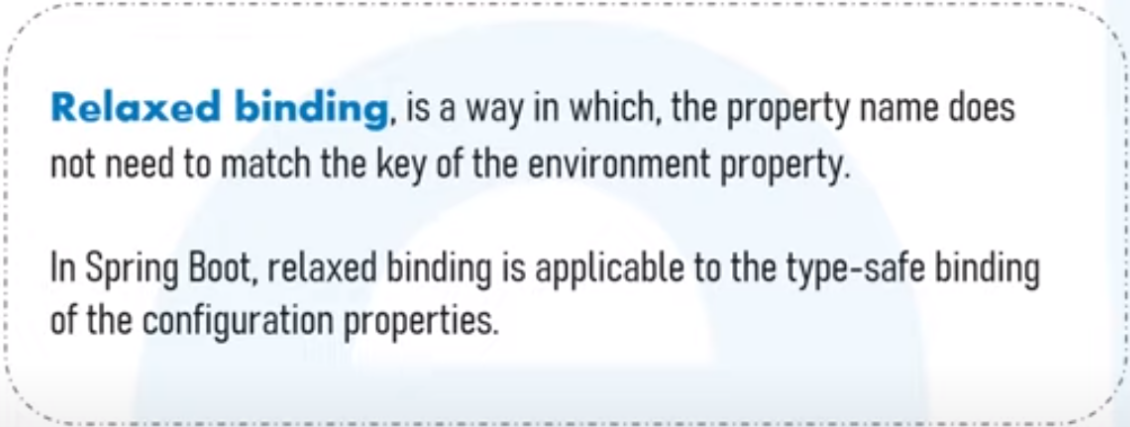 Relaxed binding, is a way in which, the property name does
not need to match the key of the environment property.
In Spring Boot, relaxed binding is applicable to the type-safe binding
of the configuration properties.